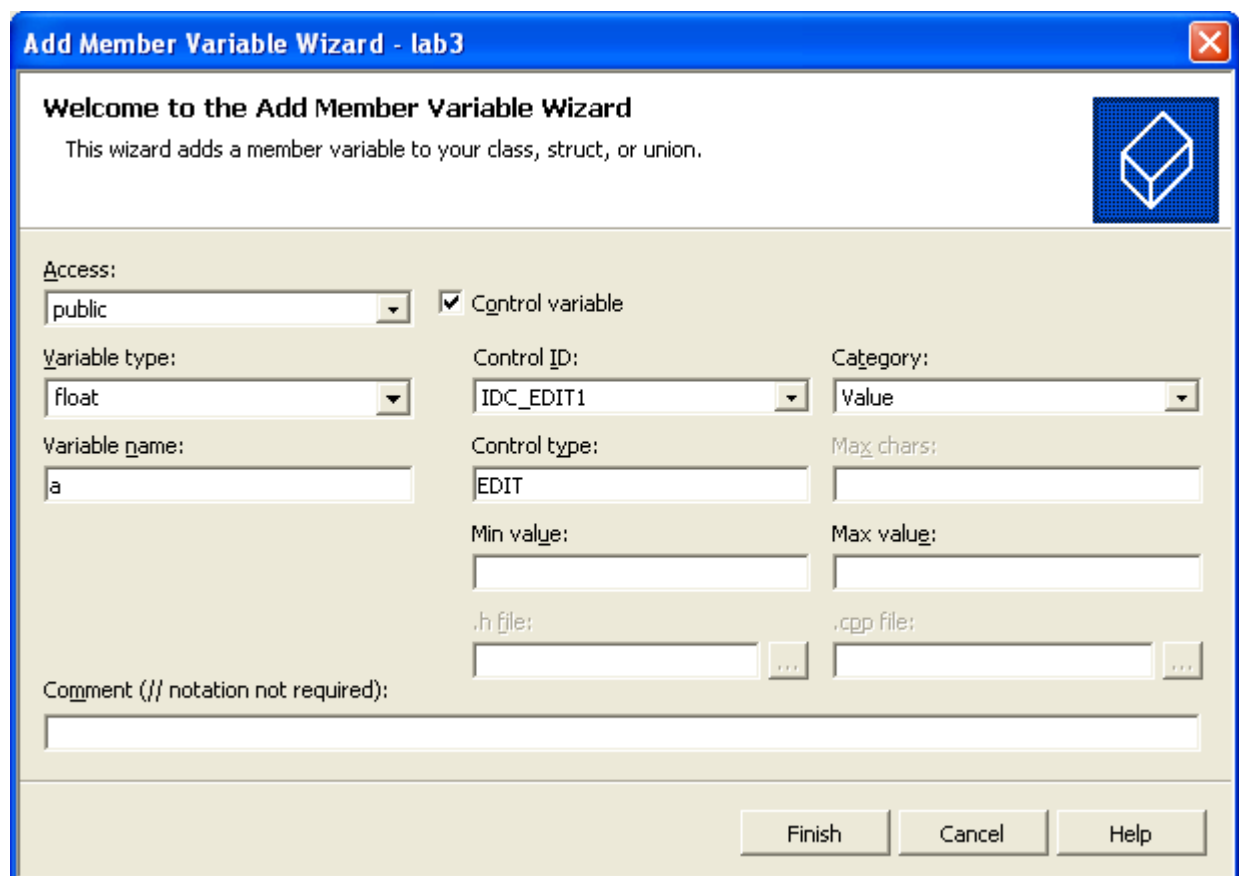 Add Member Variable Wizard - lab3
Welcome to the Add Member Variable Wizard
This wizard adds a member variable to your class, struct, or union.
Access:
public
Control variable
Variable type:
Control ID:
Category:
float
IDC_EDIT1
Value
Variable name:
Control type:
Max chars:
a
EDIT
Min value:
Max value:
.h file:
.cpp file:
...
...
Comment (// notation not required):
Finish
Cancel
Help